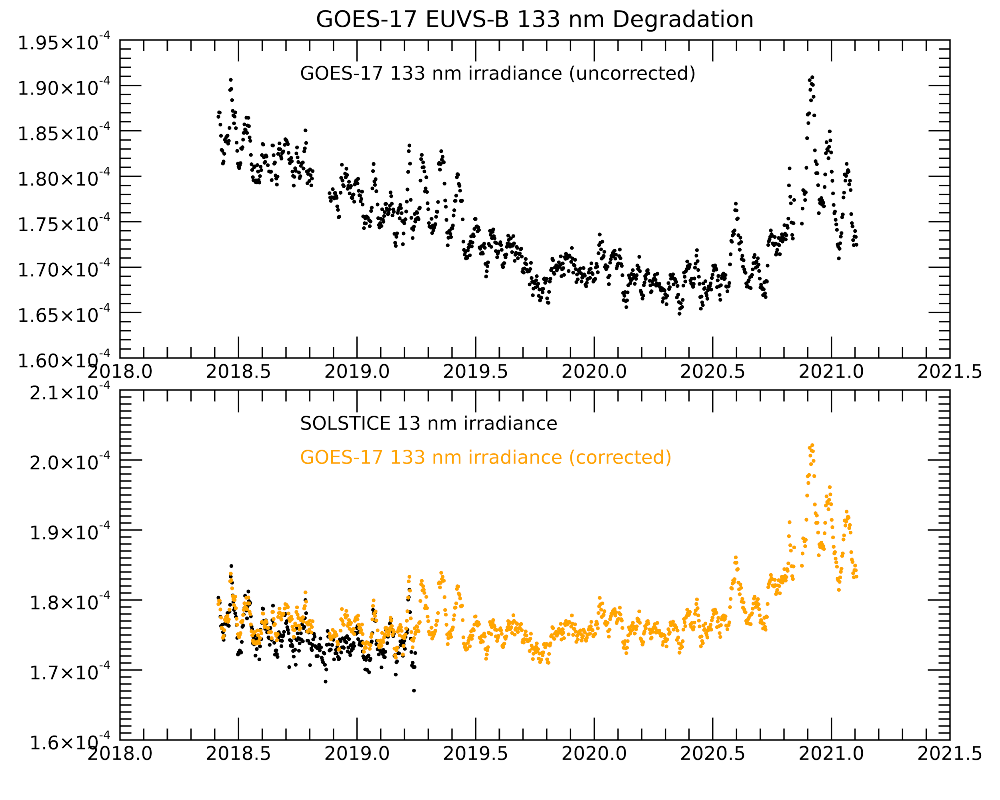 GOES-17 EUVS-B 133 nm Degradation
1.95×10-4
GOES-17 133 nm irradiance (uncorrected)
1.90×10-4
1.85×10-4
1.80×10-4
1.75×10-4
1.70×10-4
1.65×10-4
1.60×10-4
2018.0 2018.5 2019.0 2019.5 2020.0 2020.5 2021.0 2021.5
2.1×10-4
SOLSTICE 13 nm irradiance
GOES-17 133 nm irradiance (corrected)
2.0×10-4
1.9×10-4
1.8×10-4
1.7×10-4
1.6×10-4
2018.0 2018.5 2019.0 2019.5 2020.0 2020.5 2021.0 2021.5